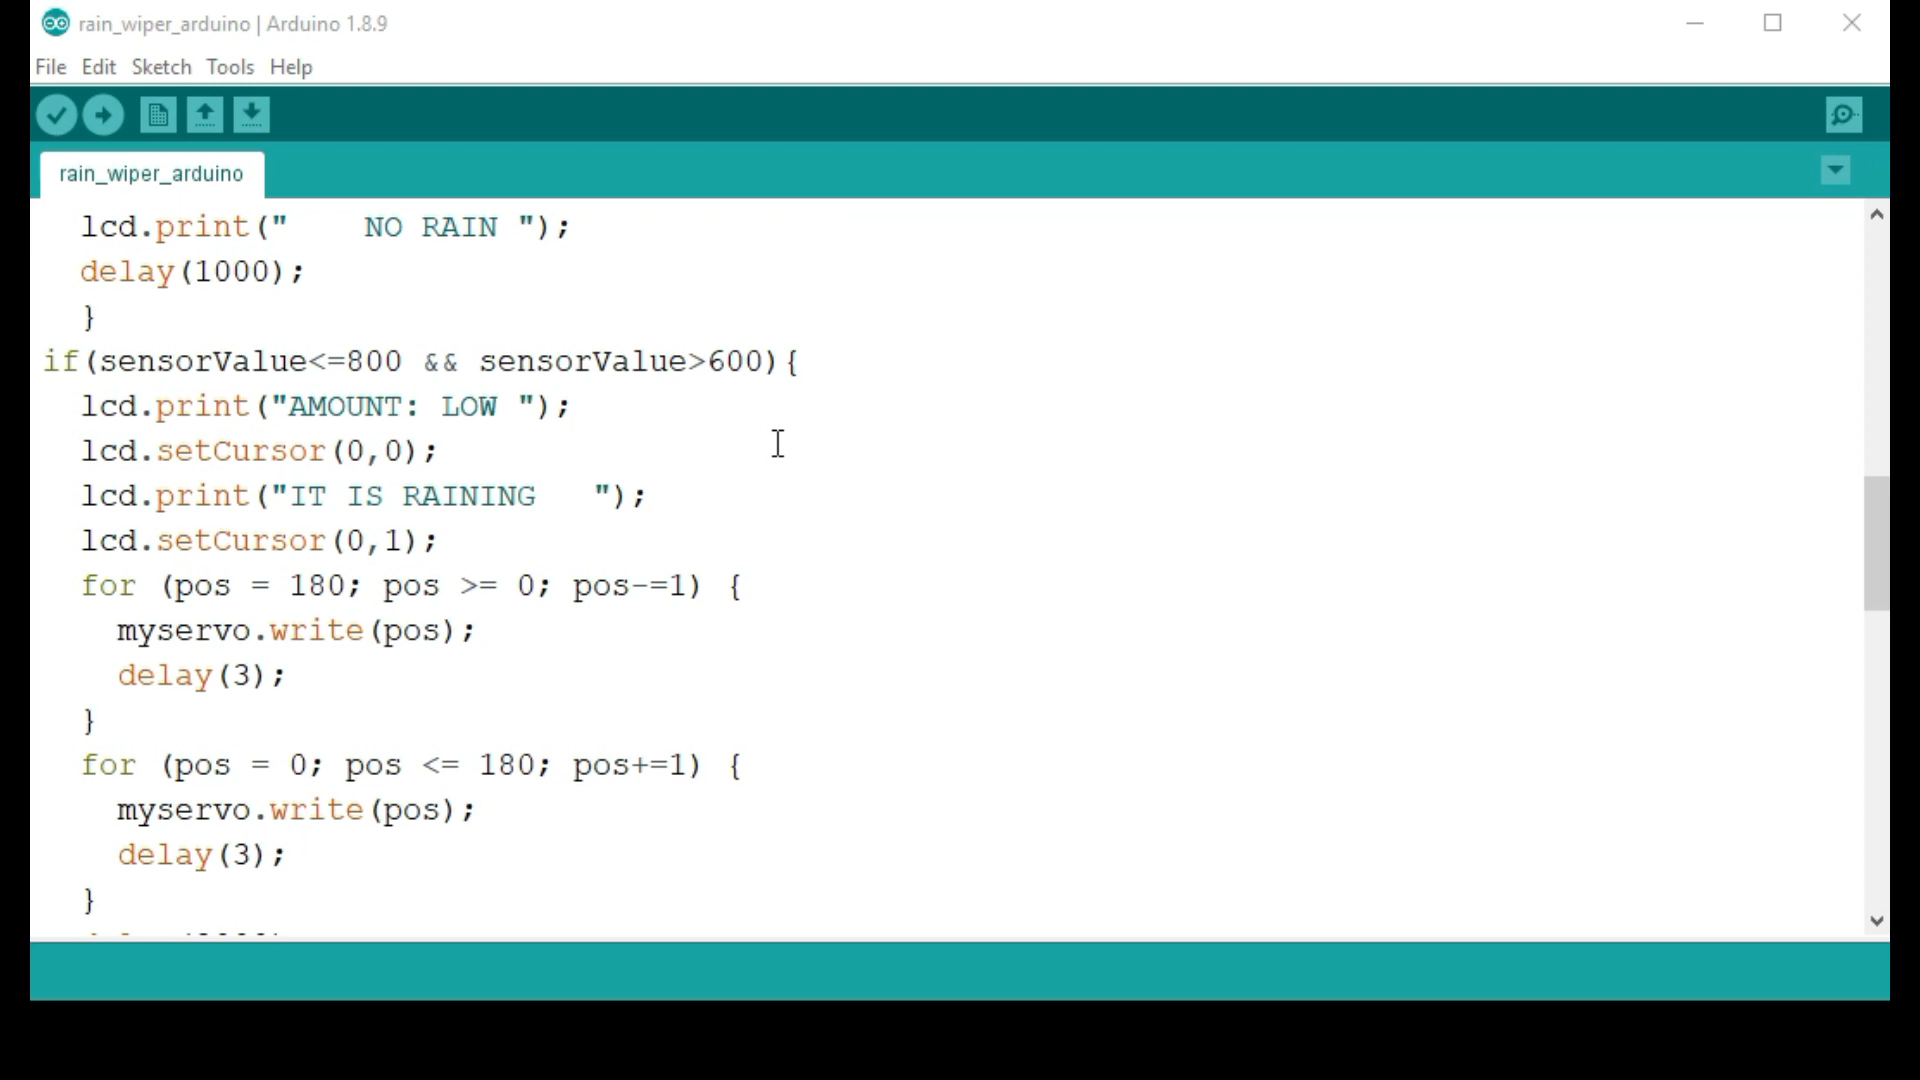 rain_wiper_arduino | Arduino 1.8.9
File Edit Sketch Tools Help
rain_wiper_arduino
lcd.print("    NO RAIN ");
delay(1000);
}
if(sensorValue<=800 && sensorValue>600){
lcd.print("AMOUNT: LOW ");
lcd.setCursor(0,0);
lcd.print("IT IS RAINING   ");
lcd.setCursor(0,1);
for (pos = 180; pos >= 0; pos-=1) {
myservo.write(pos);
delay(3);
}
for (pos = 0; pos <= 180; pos+=1) {
myservo.write(pos);
delay(3);
}